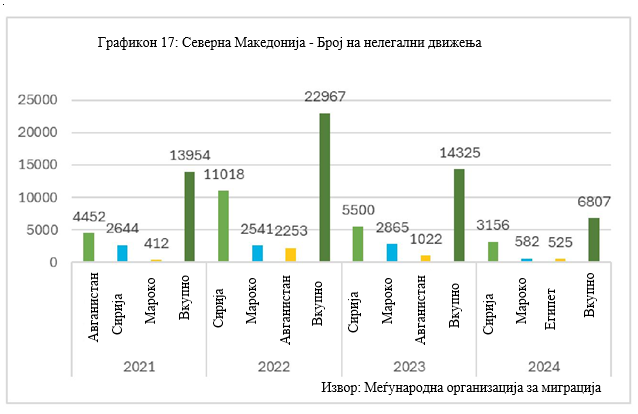 .
Графикон 17: Северна Македонија - Број на нелегални движења
25000
20000
15000
10000
5000
0
4452
2644
412
13954
11018
2541
2253
22967
5500
2865
1022
14325
3156
582
525
6807
Авганистан
Сирија
Мароко
Вкупно
Сирија
Мароко
Авганистан
Вкупно
Сирија
Мароко
Авганистан
Вкупно
Сирија
Мароко
Египет
Вкупно
2021
2022
2023
2024
Извор: Меѓународна организација за миграција